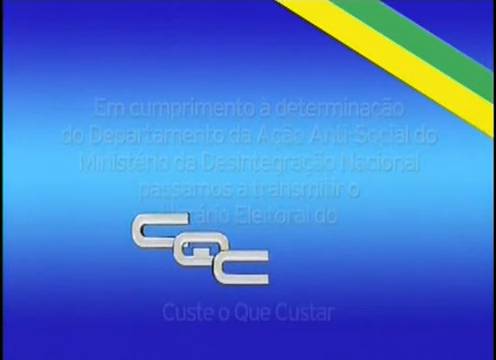 Em cumprimento à determinação
do Departamento da Ação Anti-Social do
Ministério da Desintegração Nacional
passamos a transmitir o
Horário Eleitoral do
CQC
Custe o Que Custar